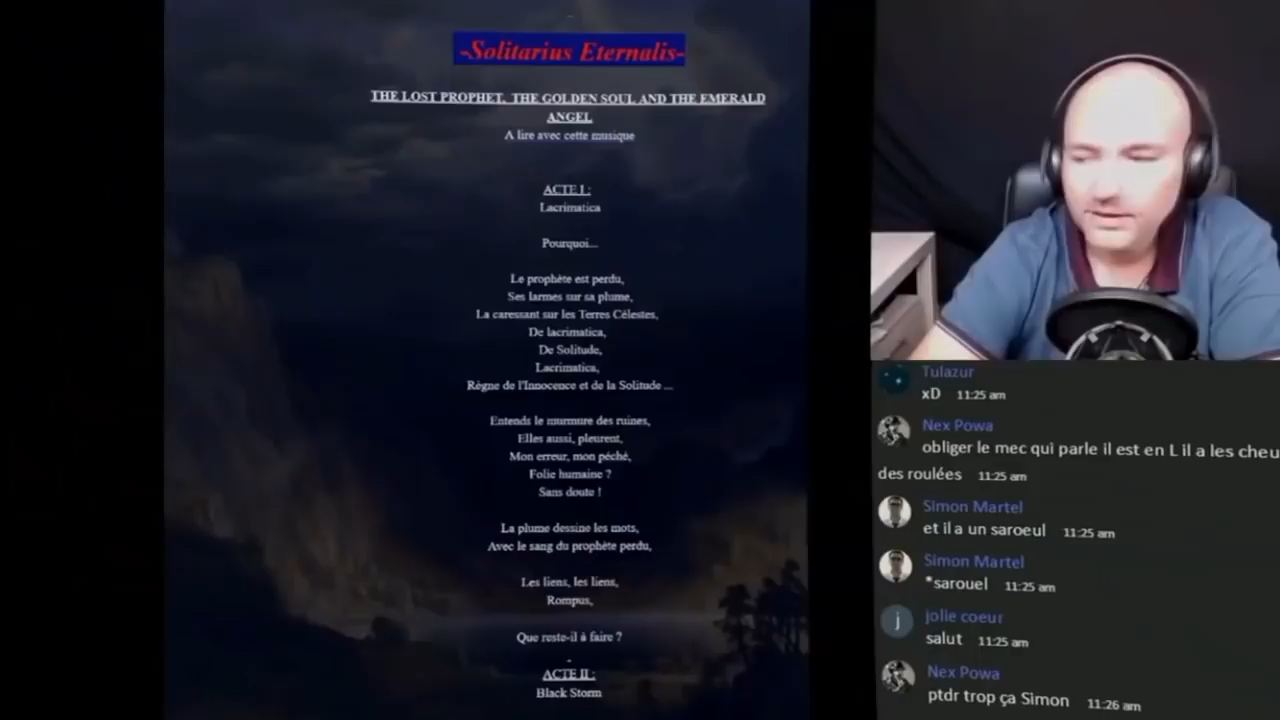 -Solitarius Eternalis-
THE LOST PROPHET, THE GOLDEN SOUL AND THE EMERALD
ANGEL
A lire avec cette musique
ACTE I :
Lacrimatica
Pourquoi...
Le prophète est perdu,
Ses larmes sur sa plume,
La caressant sur les Terres Célestes,
De lacrimatica,
De Solitude,
Lacrimatica,
Règne de l'Innocence et de la Solitude ...
Entends le murmure des ruines,
Elles aussi, pleurent,
Mon erreur, mon péché,
Folie humaine ?
Sans doute !
La plume dessine les mots,
Avec le sang du prophète perdu,
Les liens, les liens,
Rompus,
Que reste-il à faire ?
-
ACTE II :
Black Storm
Tulazur
xD 11:25 am
Nex Powa
obliger le mec qui parle il est en L il a les cheu
des roulées 11:25 am
Simon Martel
et il a un saroeul 11:25 am
Simon Martel
*sarouel 11:25 am
j jolie coeur
salut 11:25 am
Nex Powa
ptdr trop ça Simon 11:26 am